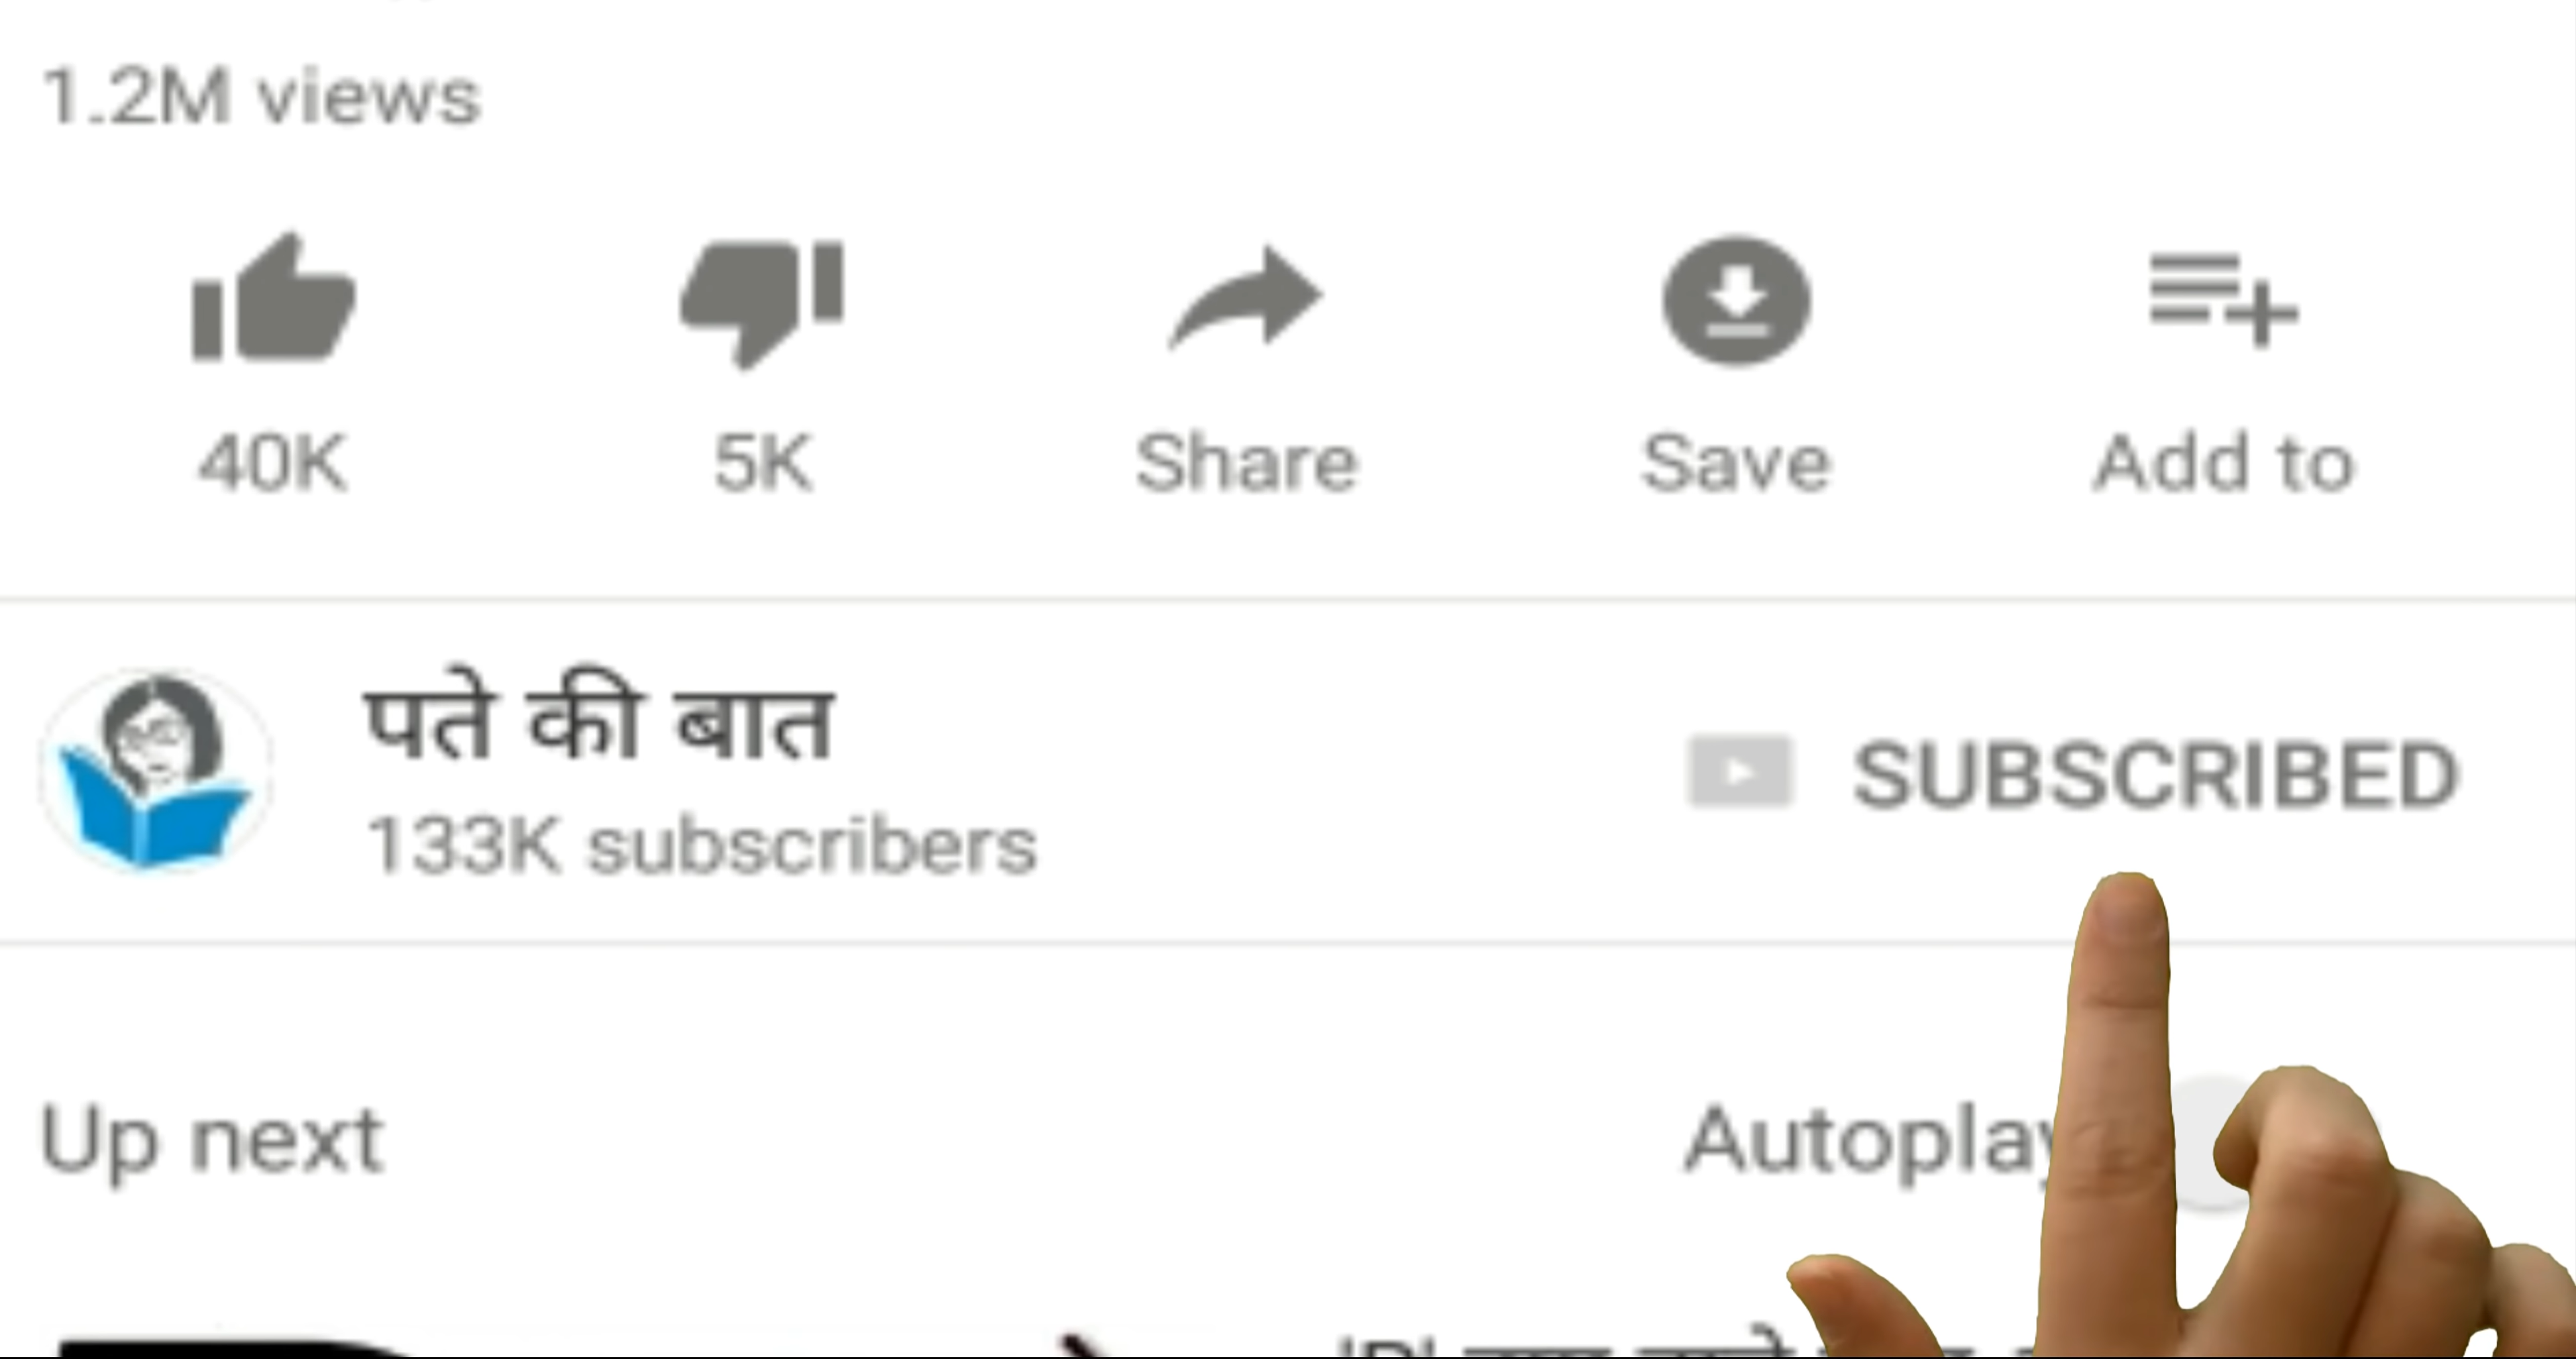 1.2M views
40K 5K Share Save Add to
पते की बात
133K subscribers
SUBSCRIBED
Up next Autoplay